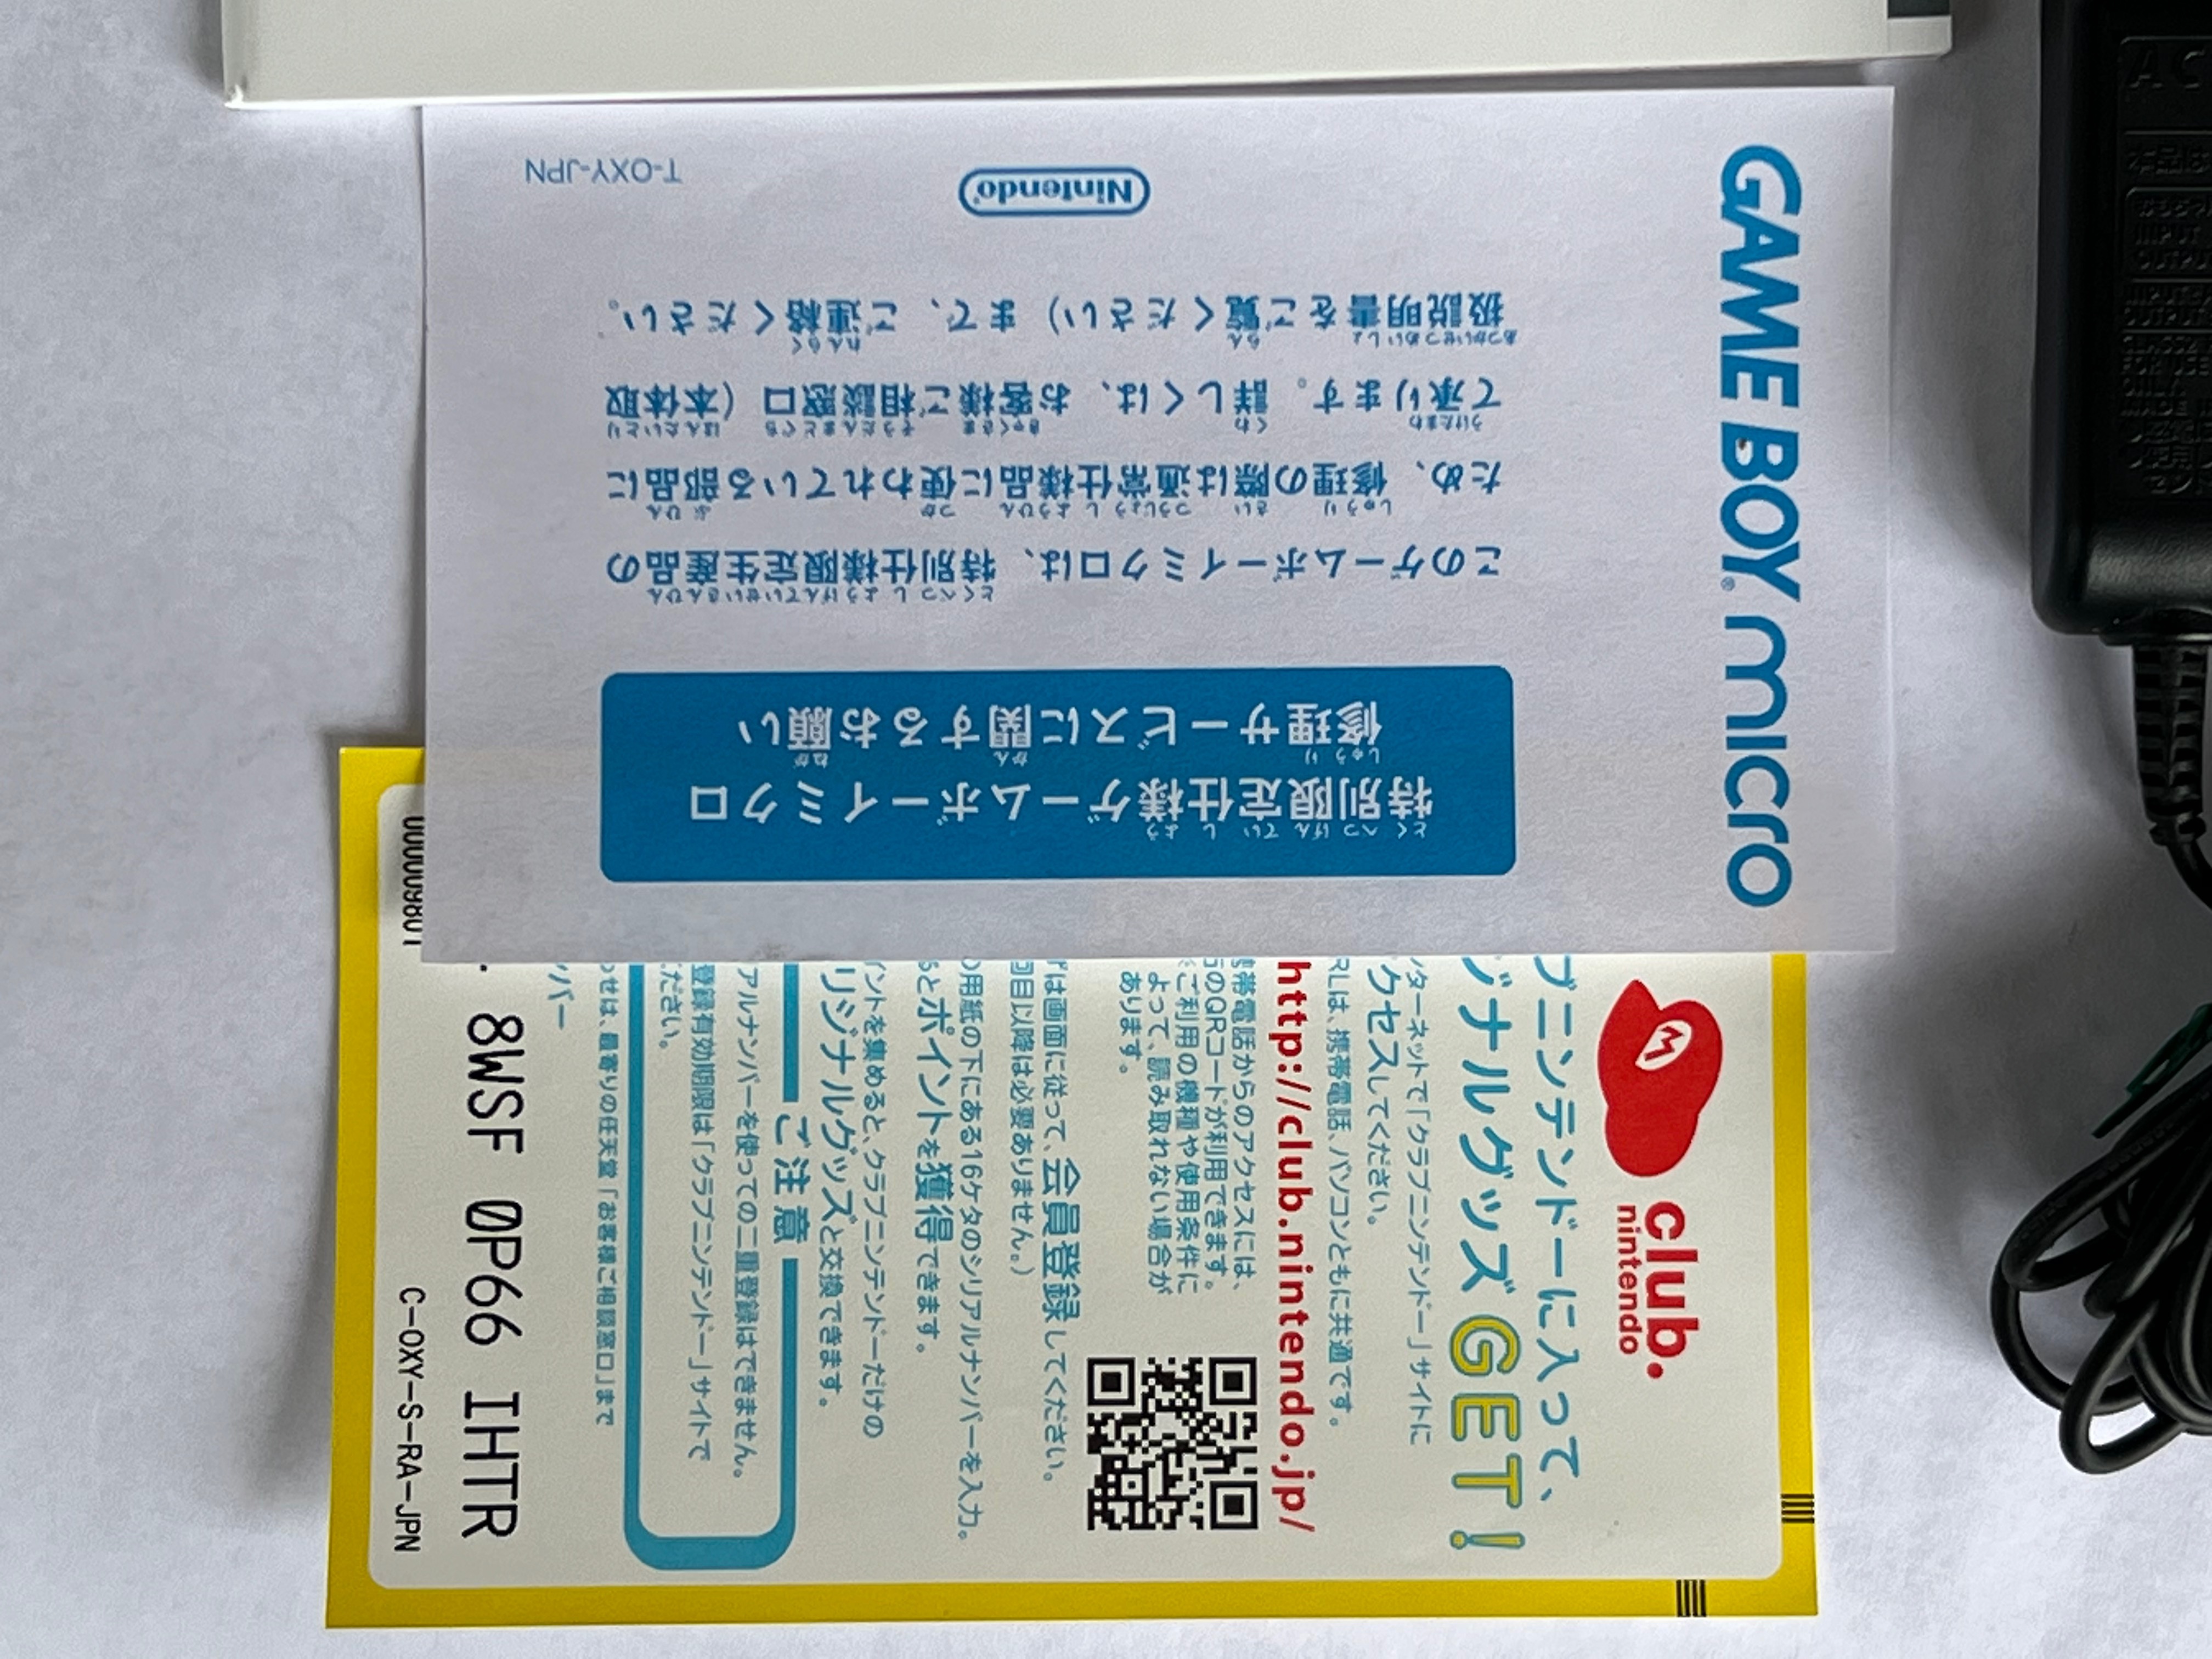 GAME BOY micro
特別限定仕様ゲームボーイミクロ
修理サービスに関するお願い
このゲームボーイミクロは、特別仕様限定生産品の
ため、修理の際は通常仕様品に使われている部品に
て承ります。詳しくは、お客様ご相談窓口（本体取
扱説明書をご覧ください）まで、ご連絡ください。
Nintendo
T-OXY-JPN
club.
nintendo
ブニンテンドーに入って、
ジナルグッズGET!
ターネットで「クラブニンテンドー」サイトに
クセスしてください。
RLは、携帯電話、パソコンともに共通です。
http://club.nintendo.jp/
帯電話からのアクセスには、
のQRコードが利用できます。
ご利用の機種や使用条件に
よって、読み取れない場合が
あります。
は画面に従って、会員登録してください。
回目以降は必要ありません。）
の用紙の下にある16ケタのシリアルナンバーを入力。
るとポイントを獲得できます。
イントを集めると、クラブニンテンドーだけの
リジナルグッズと交換できます。
ご注意
アルナンバーを使っての二重登録はできません。
登録有効期限は「クラブニンテンドー」サイトで
ださい。
わせは、最寄りの任天堂「お客様ご相談窓口」まで
ンバー
8WSF 0P66 IHTR
C-OXY-S-RA-JPN
AC
INPUT
OUTPUT